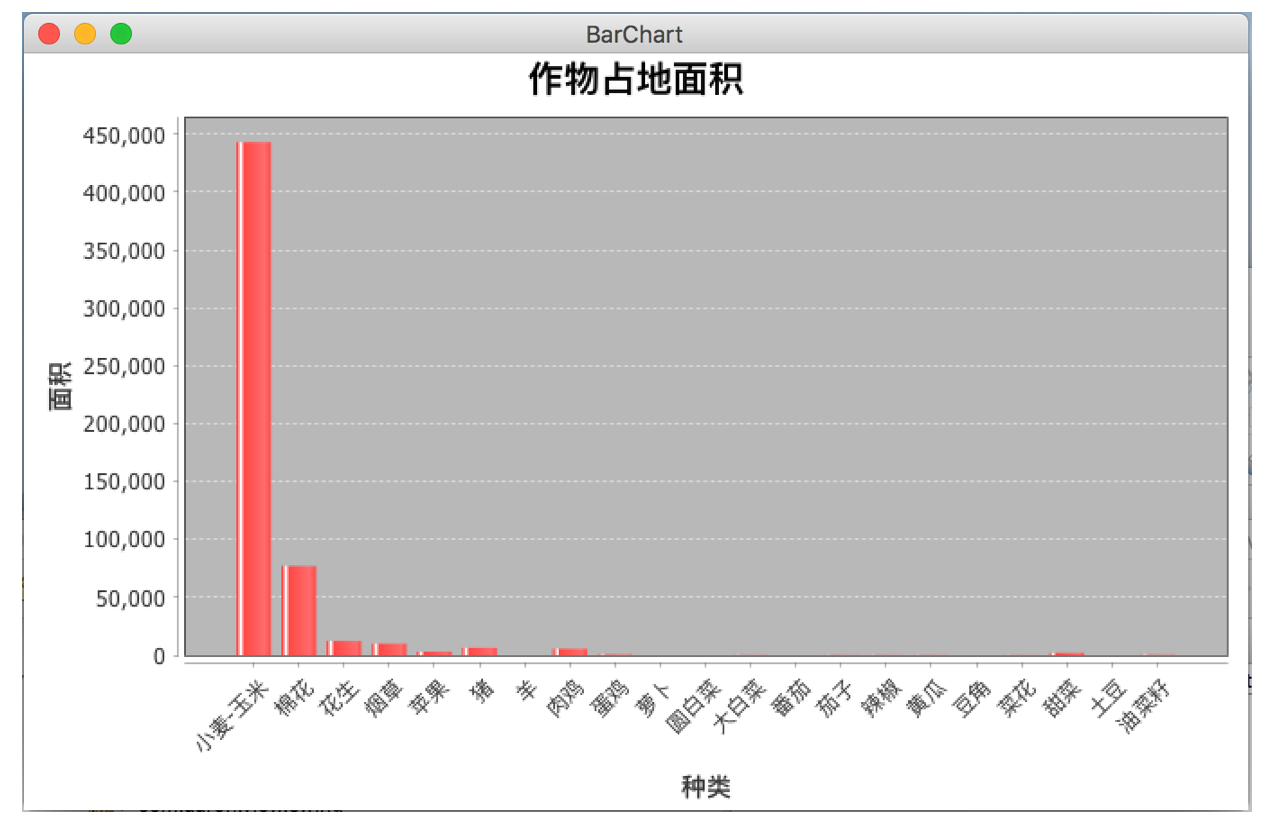 BarChart
作物占地面积
450,000
400,000
350,000
300,000
250,000
200,000
150,000
100,000
50,000
0
面积
小麦-玉米
棉花
花生
烟草
苹果
猪
羊
肉鸡
蛋鸡
萝卜
圆白菜
大白菜
番茄
茄子
辣椒
黄瓜
豆角
菜花
甜菜
土豆
油菜籽
种类